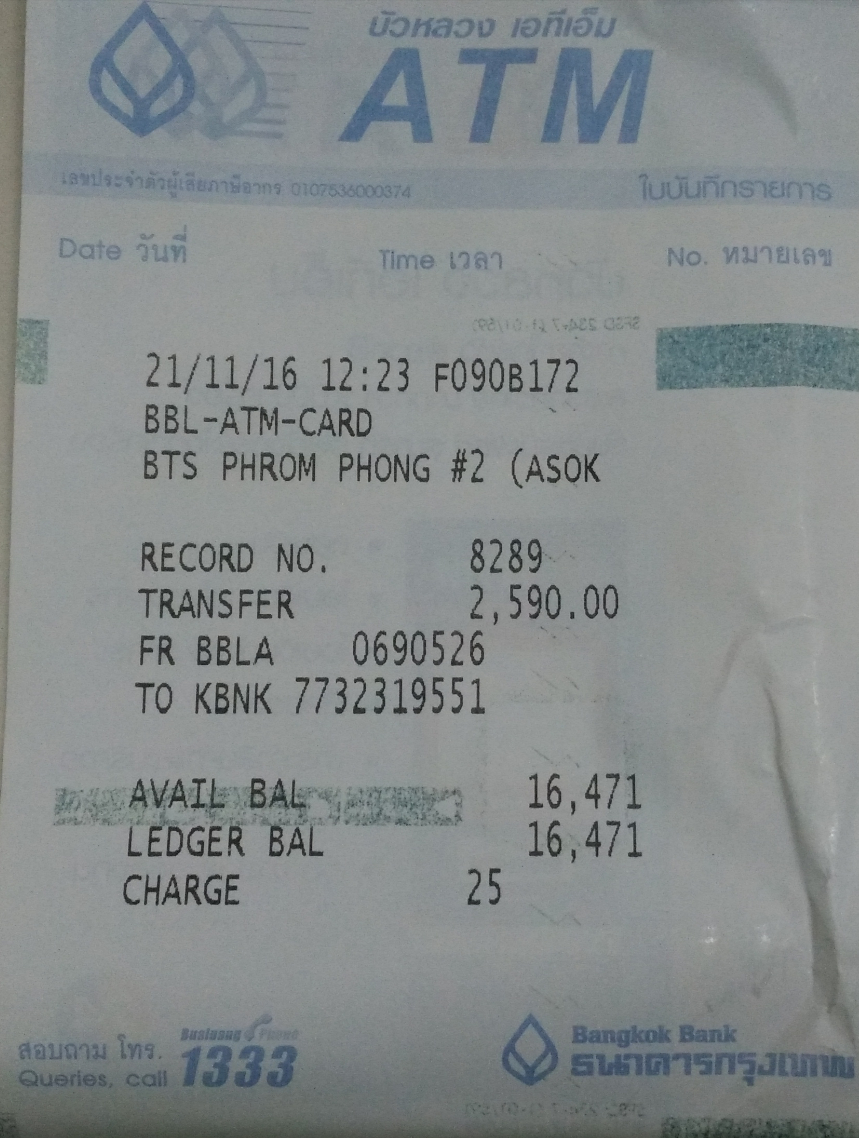 บัวหลวง เอทีเอ็ม
ATM
เลขประจำตัวผู้เสียภาษีอากร 0107536000374 ใบบันทึกรายการ
Date วันที่ Time เวลา No. หมายเลข
21/11/16 12:23 F090B172
BBL-ATM-CARD
BTS PHROM PHONG #2 (ASOK
RECORD NO. 8289
TRANSFER 2,590.00
FR BBLA 0690526
TO KBNK 7732319551
AVAIL BAL 16,471
LEDGER BAL 16,471
CHARGE 25
สอบถาม โทร. Bualuang Phone
Queries, call 1333
Bangkok Bank
ธนาคารกรุงเทพ